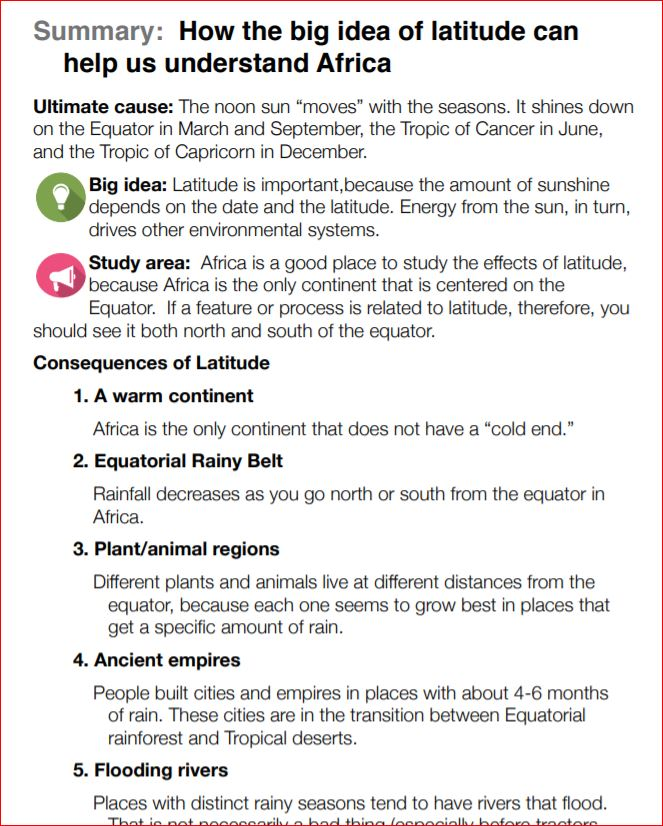 Summary: How the big idea of latitude can
help us understand Africa
Ultimate cause: The noon sun “moves” with the seasons. It shines down
on the Equator in March and September, the Tropic of Cancer in June,
and the Tropic of Capricorn in December.
Big idea: Latitude is important,because the amount of sunshine
depends on the date and the latitude. Energy from the sun, in turn,
drives other environmental systems.
Study area: Africa is a good place to study the effects of latitude,
because Africa is the only continent that is centered on the
Equator. If a feature or process is related to latitude, therefore, you
should see it both north and south of the equator.
Consequences of Latitude
1. A warm continent
Africa is the only continent that does not have a “cold end.”
2. Equatorial Rainy Belt
Rainfall decreases as you go north or south from the equator in
Africa.
3. Plant/animal regions
Different plants and animals live at different distances from the
equator, because each one seems to grow best in places that
get a specific amount of rain.
4. Ancient empires
People built cities and empires in places with about 4-6 months
of rain. These cities are in the transition between Equatorial
rainforest and Tropical deserts.
5. Flooding rivers
Places with distinct rainy seasons tend to have rivers that flood.
That is not necessarily a bad thing (especially before tractors